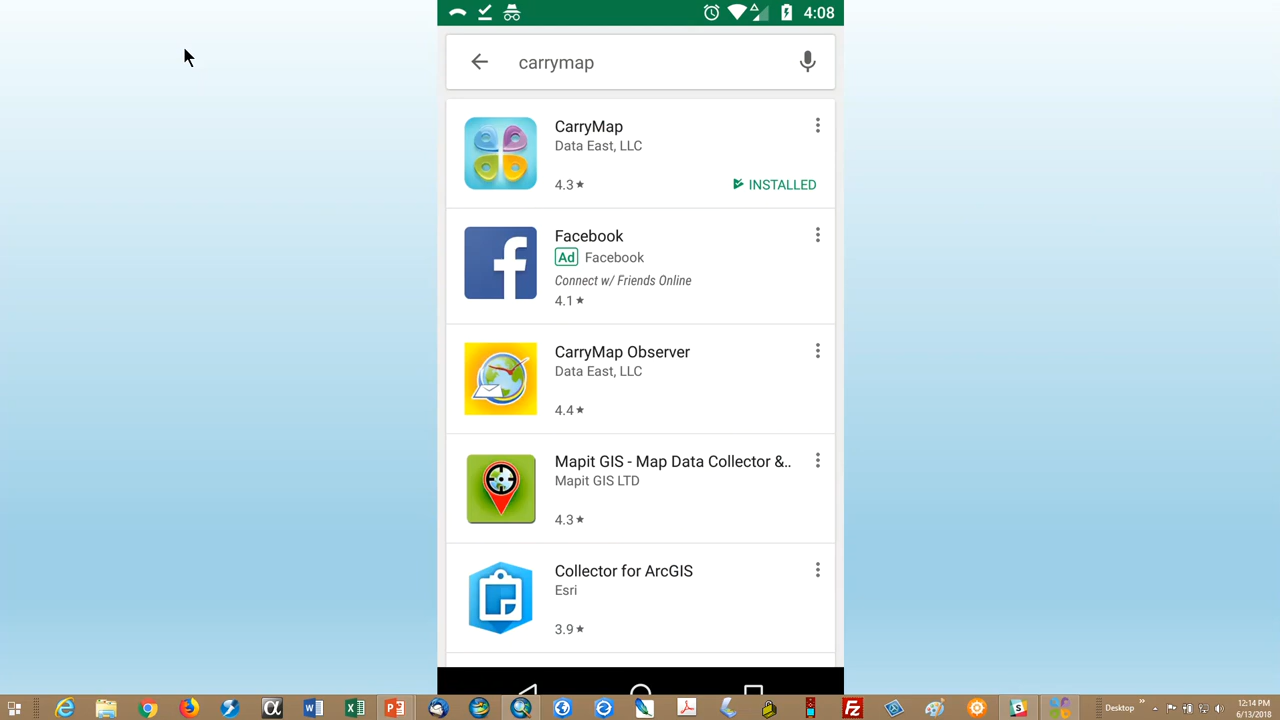 4:08
carrymap
CarryMap
Data East, LLC
4.3★
INSTALLED
Facebook
Ad Facebook
Connect w/ Friends Online
4.1★
CarryMap Observer
Data East, LLC
4.4★
Mapit GIS - Map Data Collector &..
Mapit GIS LTD
4.3★
Collector for ArcGIS
Esri
3.9★
Desktop
12:14 PM
6/13/2018